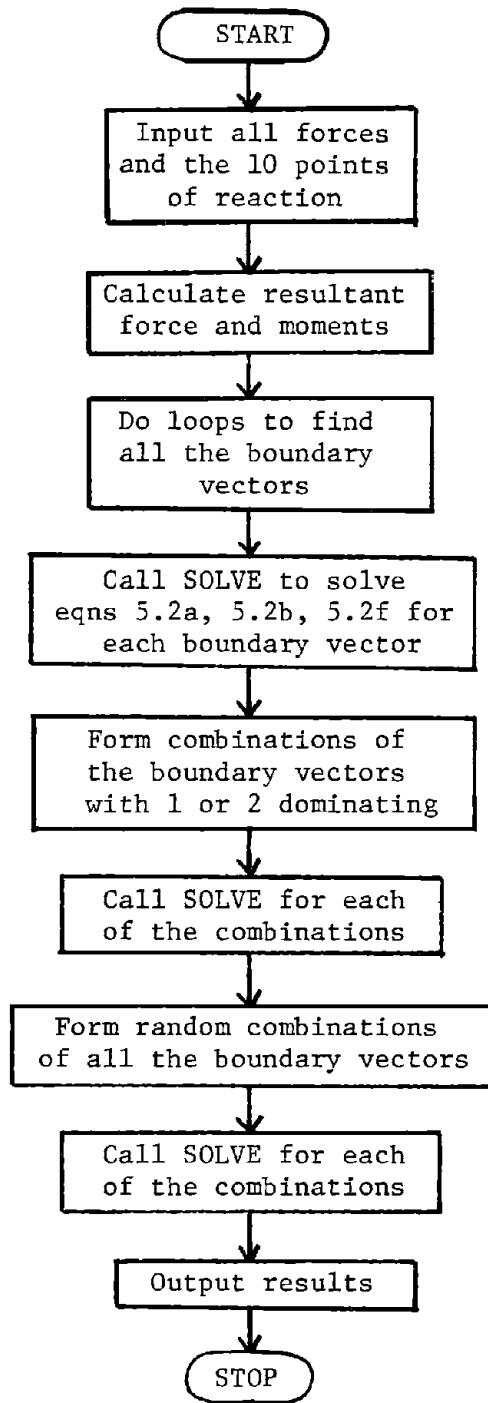 START
Input all forces
and the 10 points
of reaction
Calculate resultant
force and moments
Do loops to find
all the boundary
vectors
Call SOLVE to solve
eqns 5.2a, 5.2b, 5.2f for
each boundary vector
Form combinations of
the boundary vectors
with 1 or 2 dominating
Call SOLVE for each
of the combinations
Form random combinations
of all the boundary vectors
Call SOLVE for each
of the combinations
Output results
STOP